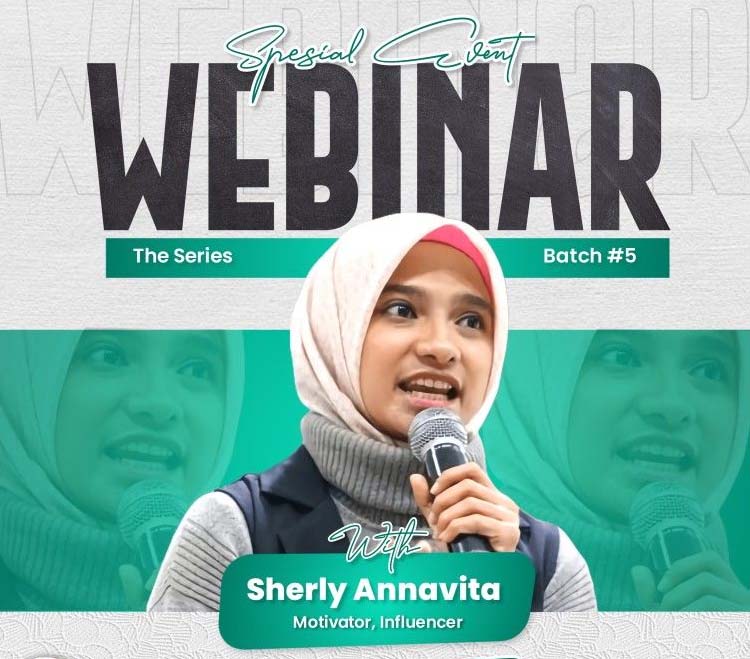 Spesial Event
WEBINAR
The Series
Batch #5
With
Sherly Annavita
Motivator, Influencer